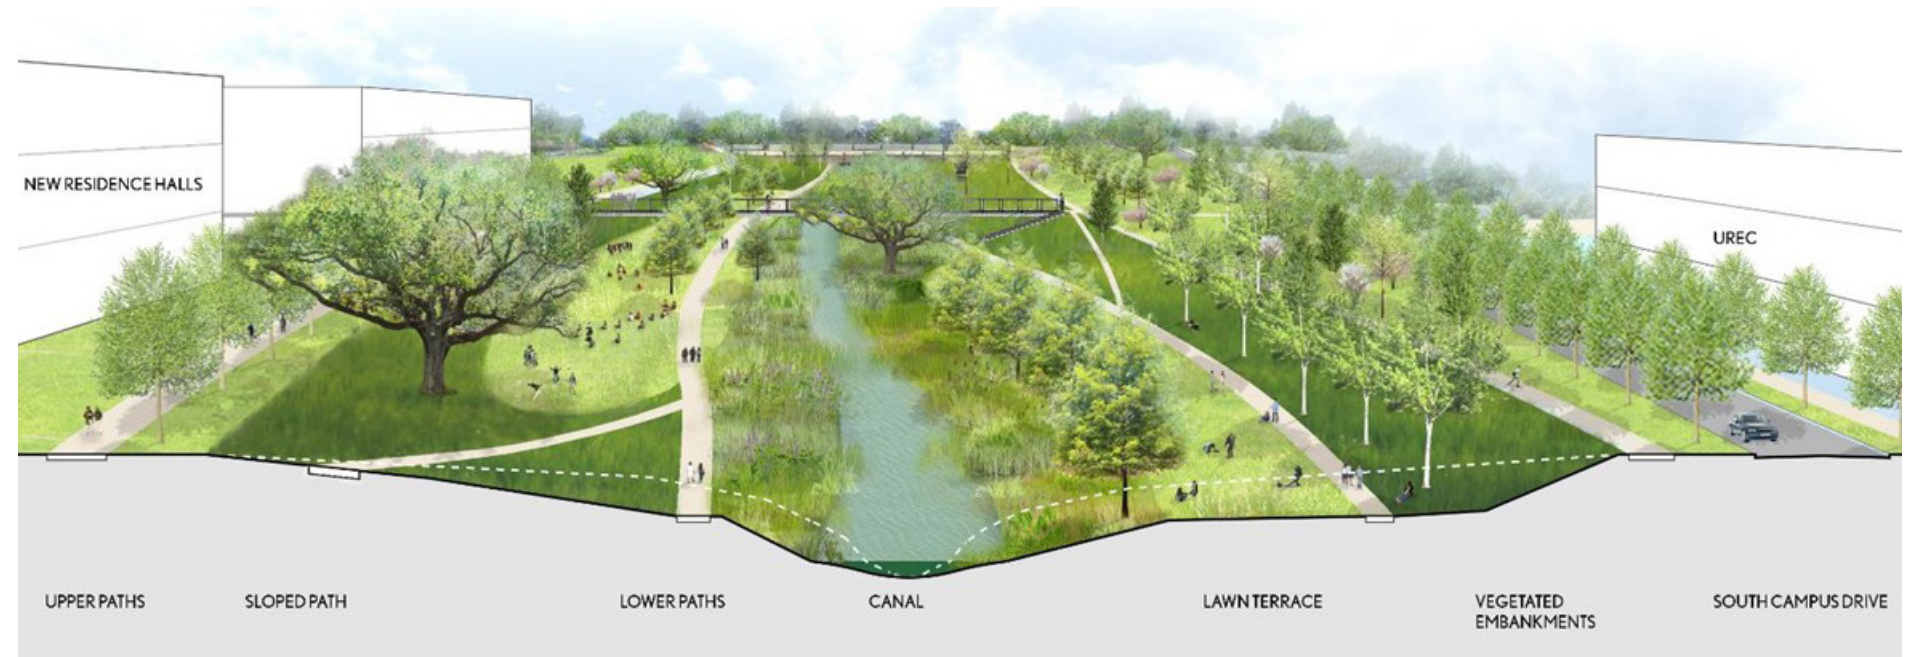 NEW RESIDENCE HALLS
UREC
UPPER PATHS
SLOPED PATH
LOWER PATHS
CANAL
LAWN TERRACE
VEGETATED
EMBANKMENTS
SOUTH CAMPUS DRIVE